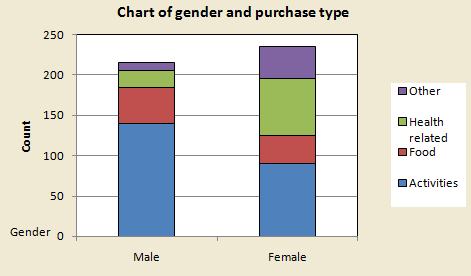 Chart of gender and purchase type
250
200
150
100
50
0
Count
Gender
Male
Female
Other
Health
related
Food
Activities